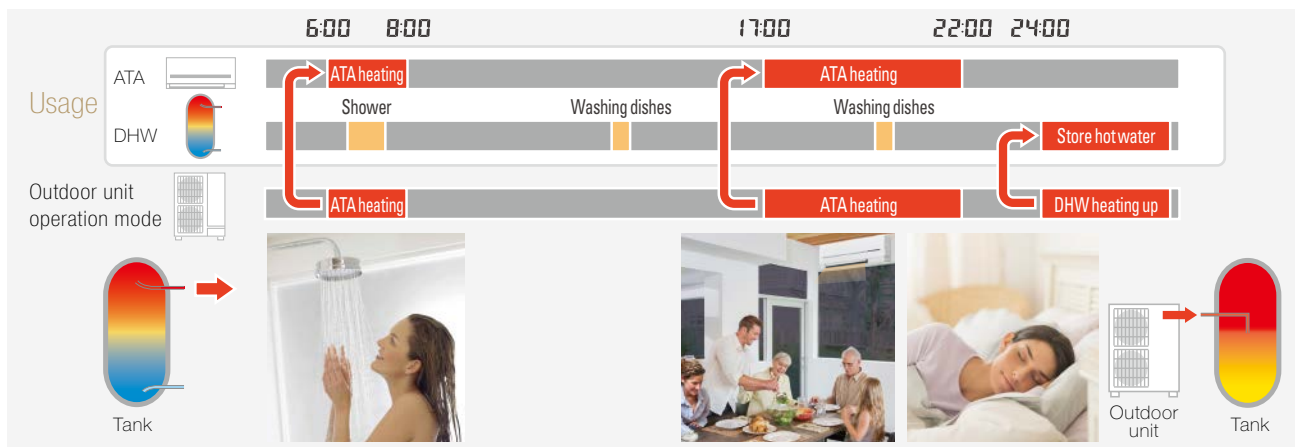 6:00 8:00 17:00 22:00 24:00
Usage
ATA
ATA heating ATA heating
Shower Washing dishes Washing dishes
DHW
Store hot water
Outdoor unit
operation mode
ATA heating ATA heating DHW heating up
Tank
Outdoor
unit
Tank